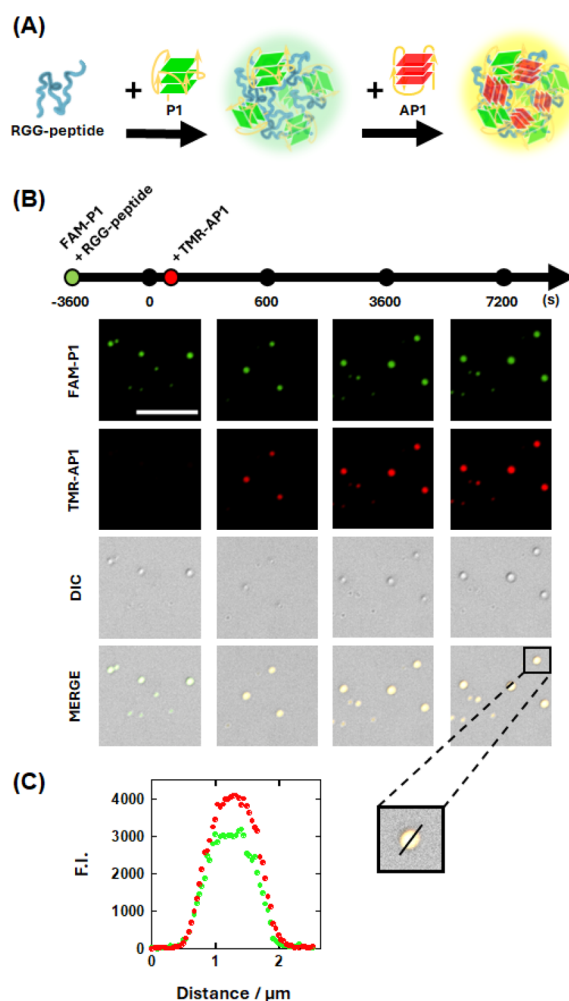 (A)
+
+
P1
AP1
RGG-peptide
(B)
FAM-P1
+ RGG-peptide
+ TMR-AP1
-3600 0 600 3600 7200 (s)
FAM-P1
TMR-AP1
DIC
MERGE
(C)
4000
3000
2000
1000
0
F.I.
0 1 2
Distance / μm